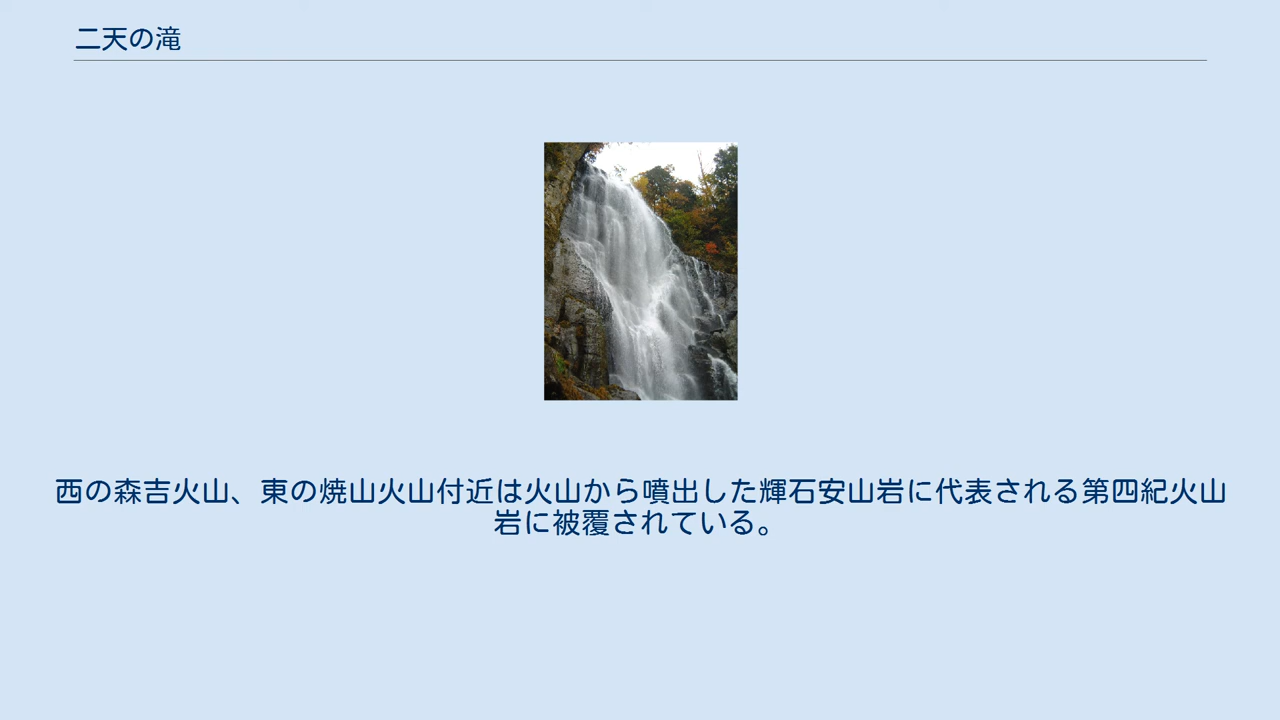 二天の滝
西の森吉火山、東の焼山火山付近は火山から噴出した輝石安山岩に代表される第四紀火山
岩に被覆されている。